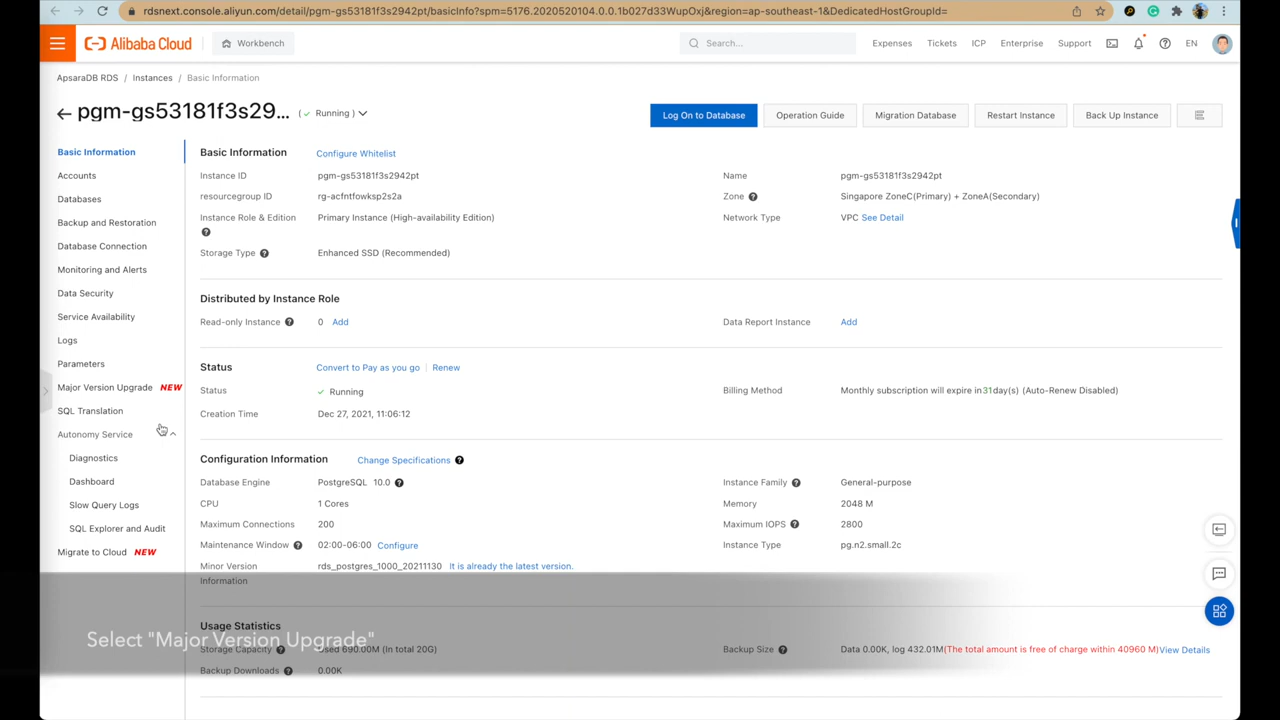 rdsnext.console.aliyun.com/detail/pgm-gs53181f3s2942pt/basicInfo?spm=5176.2020520104.0.0.1b027d33WupOxj&region=ap-southeast-1&DedicatedHostGroupId=
Alibaba Cloud Workbench Search... Expenses Tickets ICP Enterprise Support EN
ApsaraDB RDS / Instances / Basic Information
pgm-gs53181f3s29... ( Running ) Log On to Database Operation Guide Migration Database Restart Instance Back Up Instance
Basic Information
Accounts
Databases
Backup and Restoration
Database Connection
Monitoring and Alerts
Data Security
Service Availability
Logs
Parameters
Major Version Upgrade NEW
SQL Translation
Autonomy Service
Diagnostics
Dashboard
Slow Query Logs
SQL Explorer and Audit
Migrate to Cloud NEW
Basic Information Configure Whitelist
Instance ID pgm-gs53181f3s2942pt Name pgm-gs53181f3s2942pt
resourcegroup ID rg-acfntfowksp2s2a Zone Singapore ZoneC(Primary) + ZoneA(Secondary)
Instance Role & Edition Primary Instance (High-availability Edition) Network Type VPC See Detail
Storage Type Enhanced SSD (Recommended)
Distributed by Instance Role
Read-only Instance 0 Add Data Report Instance Add
Status Convert to Pay as you go Renew
Status Running Billing Method Monthly subscription will expire in31day(s) (Auto-Renew Disabled)
Creation Time Dec 27, 2021, 11:06:12
Configuration Information Change Specifications
Database Engine PostgreSQL 10.0 Instance Family General-purpose
CPU 1 Cores Memory 2048 M
Maximum Connections 200 Maximum IOPS 2800
Maintenance Window 02:00-06:00 Configure Instance Type pg.n2.small.2c
Minor Version rds_postgres_1000_20211130 It is already the latest version.
Information
Usage Statistics
Select "Major Version Upgrade"
Storage Capacity Used 690.00M (In total 20G) Backup Size Data 0.00K, log 432.01M(The total amount is free of charge within 40960 M)View Details
Backup Downloads 0.00K